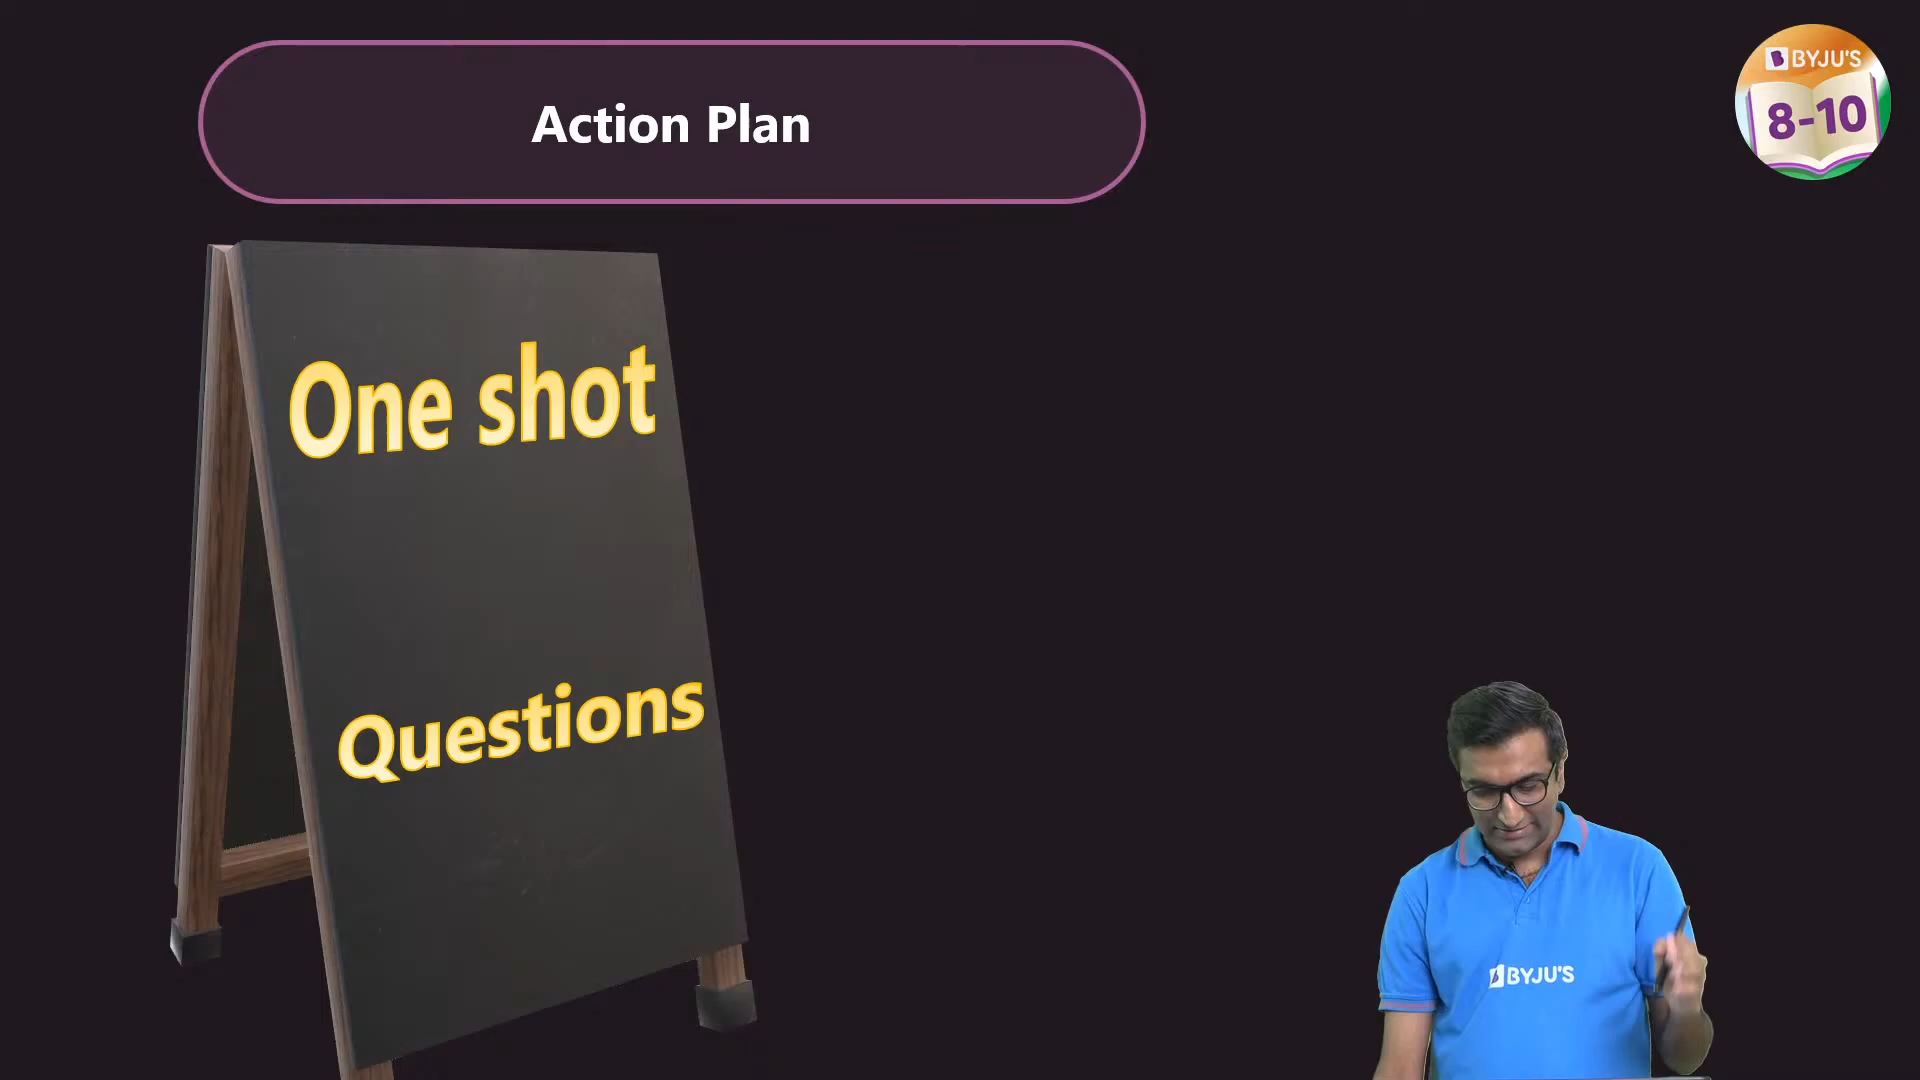 Action Plan
BYJU'S
8-10
One shot
Questions
BYJU'S